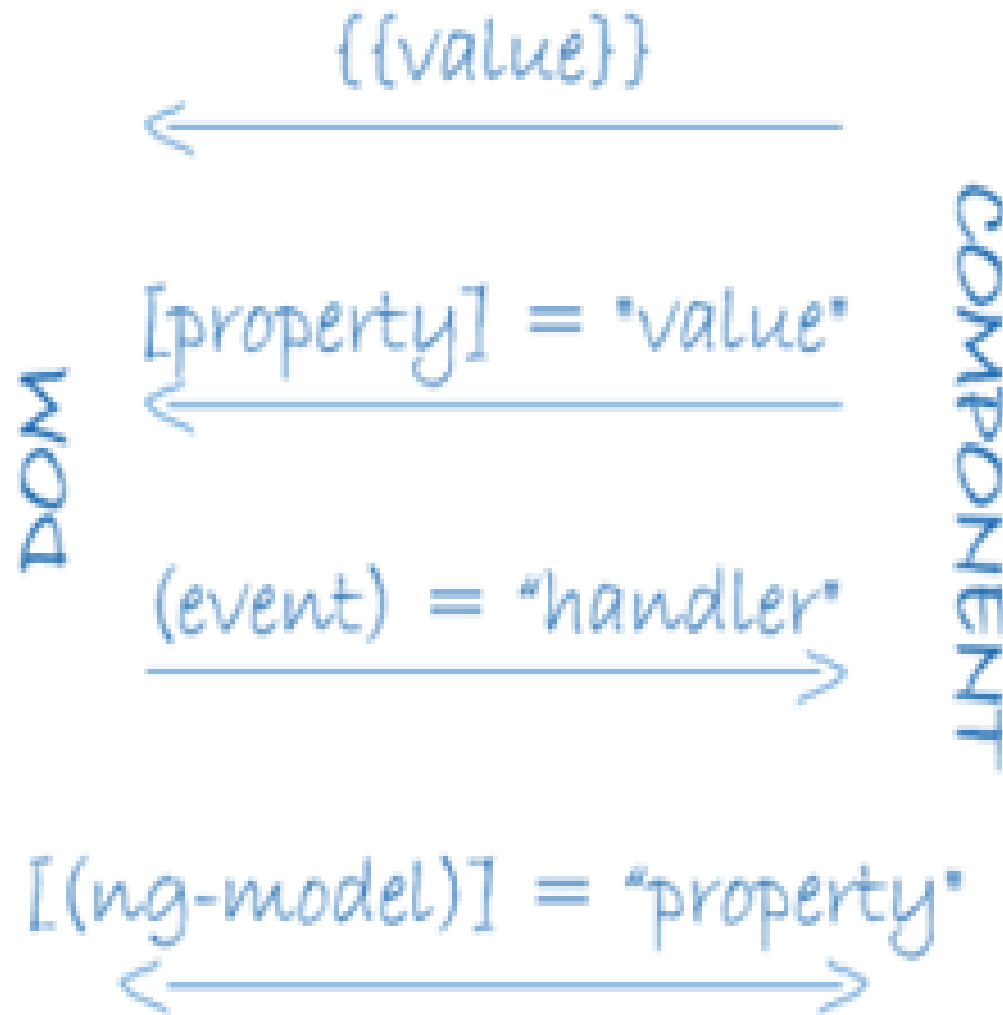 {{value}}
[property] = "value"
DOM
(event) = "handler"
COMPONENT
[(ng-model)] = "property"